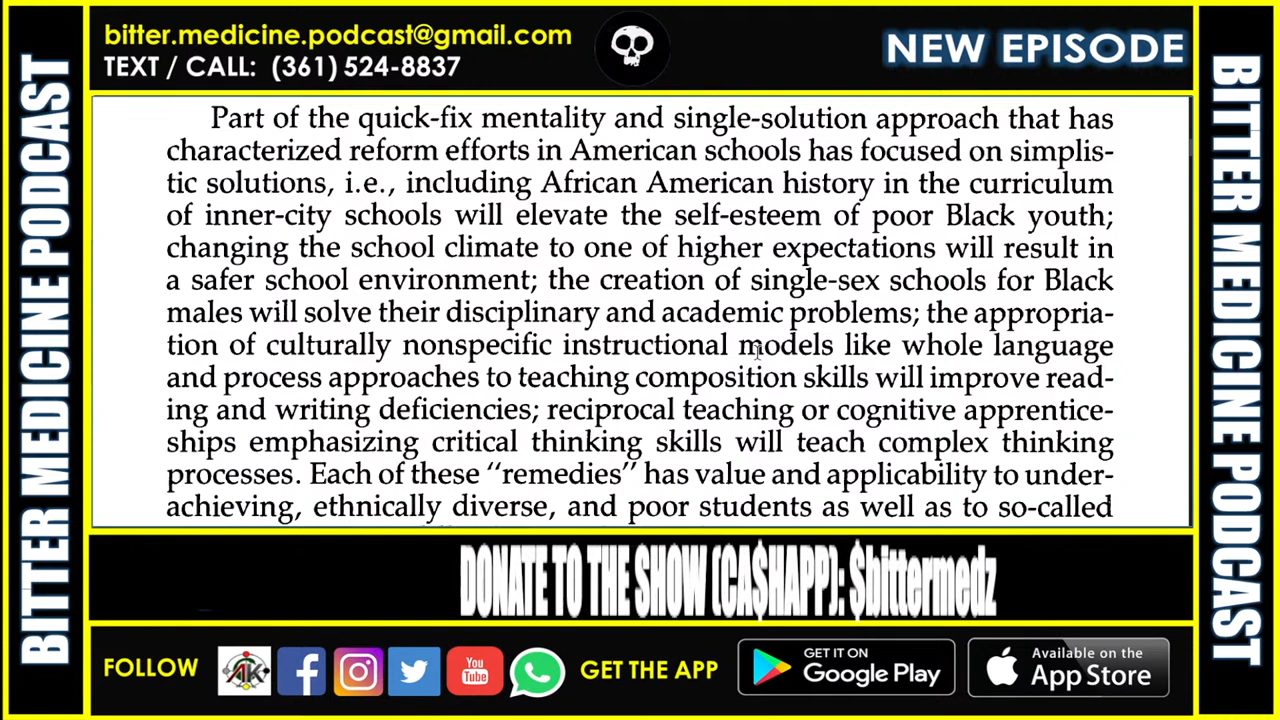 bitter.medicine.podcast@gmail.com
TEXT / CALL: (361) 524-8837
NEW EPISODE
BITTER MEDICINE PODCAST
Part of the quick-fix mentality and single-solution approach that has
characterized reform efforts in American schools has focused on simplis-
tic solutions, i.e., including African American history in the curriculum
of inner-city schools will elevate the self-esteem of poor Black youth;
changing the school climate to one of higher expectations will result in
a safer school environment; the creation of single-sex schools for Black
males will solve their disciplinary and academic problems; the appropria-
tion of culturally nonspecific instructional models like whole language
and process approaches to teaching composition skills will improve read-
ing and writing deficiencies; reciprocal teaching or cognitive apprentice-
ships emphasizing critical thinking skills will teach complex thinking
processes. Each of these “remedies” has value and applicability to under-
achieving, ethnically diverse, and poor students as well as to so-called
BITTER MEDICINE PODCAST
DONATE TO THE SHOW (CA$HAPP): $bittermedz
FOLLOW
ATK
You
Tube
GET THE APP
GET IT ON
Google Play
Available on the
App Store